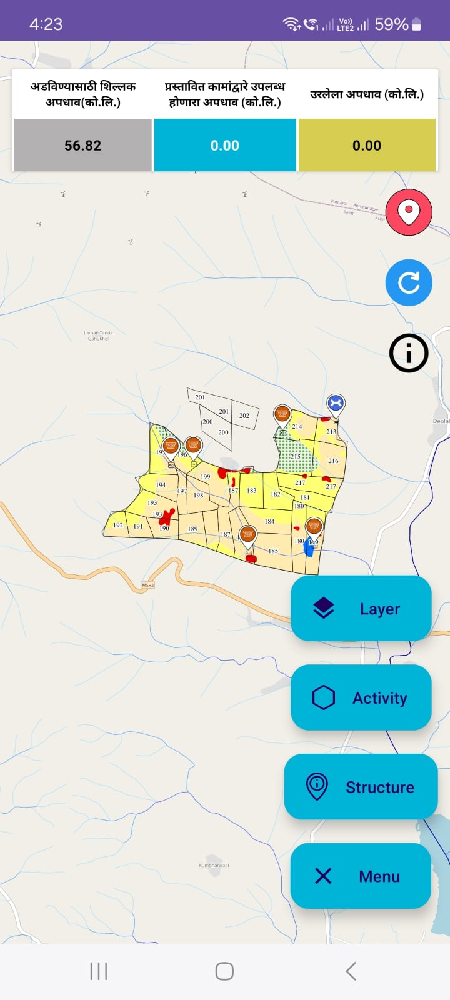 4:23
Vo))
LTE2
59%
अडविण्यासाठी शिल्लक
अपधाव(को.लि.)
प्रस्तावित कामांद्वारे उपलब्ध
होणारा अपधाव (को.लि.)
उरलेला अपधाव (को.लि.)
56.82
0.00
0.00
Patnardi Ahmednagar
Beed
Ashti
Laman Tanda
Gahukhel
201
201
202
200
200
214
213
196
215
216
199
194
197
198
187
183
182
217
217
181
193
180
193
192
191
190
189
187
184
180
185
Deolal
MSH2
Layer
Activity
Structure
Kumbharwadi
Menu